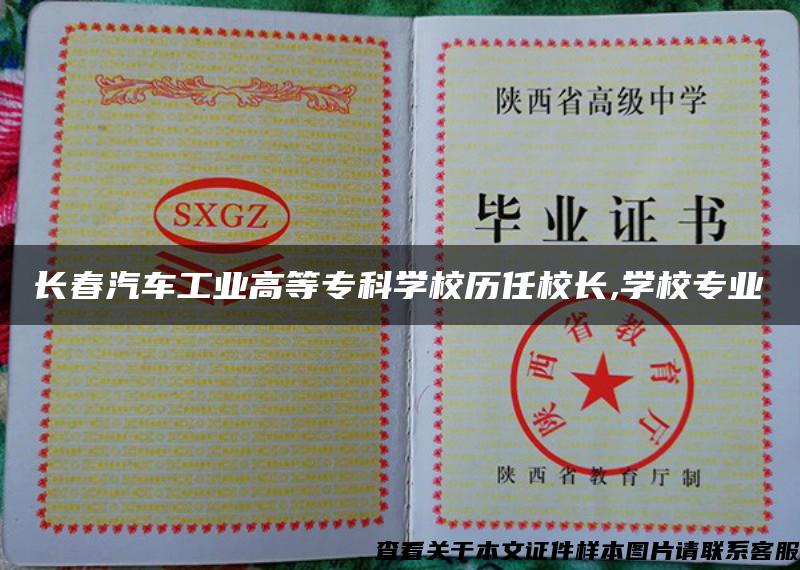 陕西省高级中学
SXGZ
毕业证书
长春汽车工业高等专科学校历任校长,学校专业
陕西省教育厅
陕西省教育厅制
查看关于本文证件样本图片请联系客服